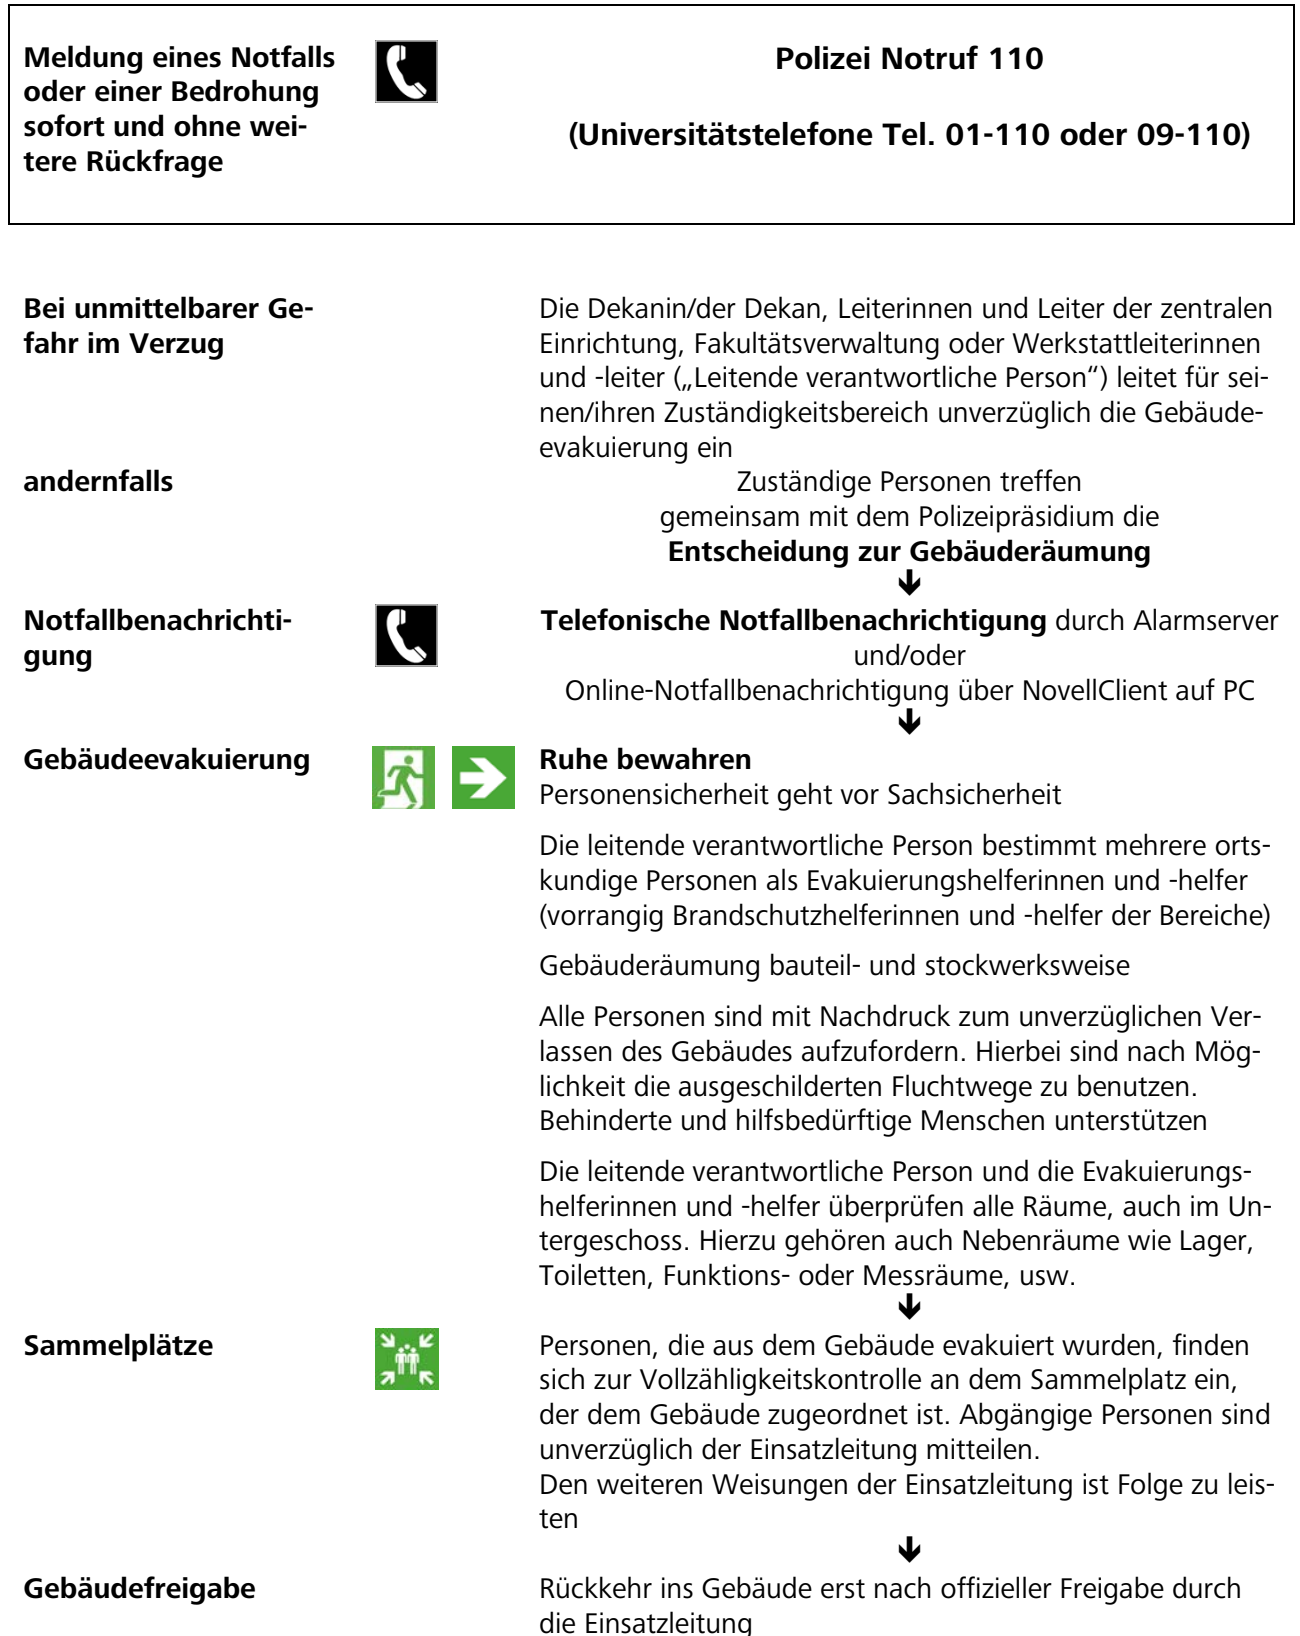 Meldung eines Notfalls
oder einer Bedrohung
sofort und ohne wei-
tere Rückfrage
Polizei Notruf 110
(Universitätstelefone Tel. 01-110 oder 09-110)
Bei unmittelbarer Ge-
fahr im Verzug
Die Dekanin/der Dekan, Leiterinnen und Leiter der zentralen
Einrichtung, Fakultätsverwaltung oder Werkstattleiterinnen
und -leiter („Leitende verantwortliche Person“) leitet für sei-
nen/ihren Zuständigkeitsbereich unverzüglich die Gebäude-
evakuierung ein
andernfalls
Zuständige Personen treffen
gemeinsam mit dem Polizeipräsidium die
Entscheidung zur Gebäuderäumung
Notfallbenachrichti-
gung
Telefonische Notfallbenachrichtigung durch Alarmserver
und/oder
Online-Notfallbenachrichtigung über NovellClient auf PC
Gebäudeevakuierung
Ruhe bewahren
Personensicherheit geht vor Sachsicherheit
Die leitende verantwortliche Person bestimmt mehrere orts-
kundige Personen als Evakuierungshelferinnen und -helfer
(vorrangig Brandschutzhelferinnen und -helfer der Bereiche)
Gebäuderäumung bauteil- und stockwerksweise
Alle Personen sind mit Nachdruck zum unverzüglichen Ver-
lassen des Gebäudes aufzufordern. Hierbei sind nach Mög-
lichkeit die ausgeschilderten Fluchtwege zu benutzen.
Behinderte und hilfsbedürftige Menschen unterstützen
Die leitende verantwortliche Person und die Evakuierungs-
helferinnen und -helfer überprüfen alle Räume, auch im Un-
tergeschoss. Hierzu gehören auch Nebenräume wie Lager,
Toiletten, Funktions- oder Messräume, usw.
Sammelplätze
Personen, die aus dem Gebäude evakuiert wurden, finden
sich zur Vollzähligkeitskontrolle an dem Sammelplatz ein,
der dem Gebäude zugeordnet ist. Abgängige Personen sind
unverzüglich der Einsatzleitung mitteilen.
Den weiteren Weisungen der Einsatzleitung ist Folge zu leis-
ten
Gebäudefreigabe
Rückkehr ins Gebäude erst nach offizieller Freigabe durch
die Einsatzleitung